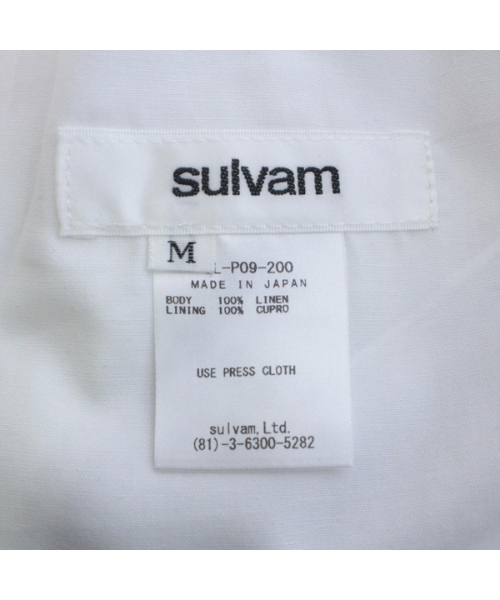 sulvam
M
L-P09-200
MADE IN JAPAN
BODY 100% LINEN
LINING 100% CUPRO
USE PRESS CLOTH
sulvam,Ltd.
(81)-3-6300-5282